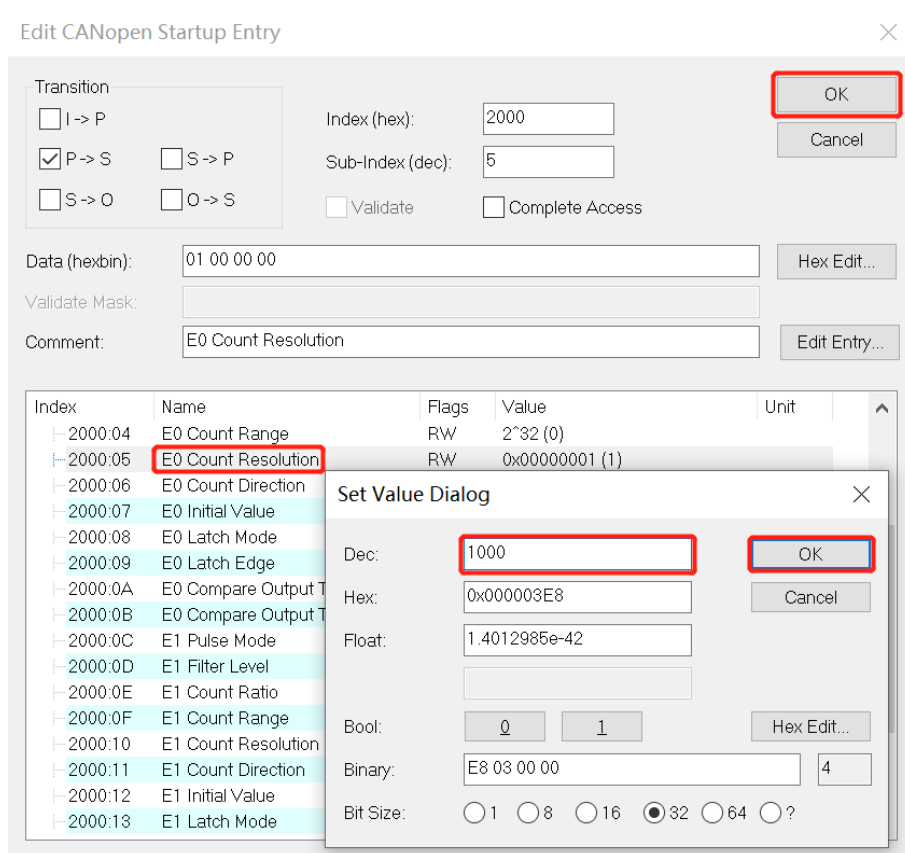 Edit CANopen Startup Entry
Transition
I -> P
P -> S
S -> P
S -> O
O -> S
Index (hex):
2000
Sub-Index (dec):
5
Validate
Complete Access
OK
Cancel
Data (hexbin):
01 00 00 00
Hex Edit...
Validate Mask:
Comment:
E0 Count Resolution
Edit Entry...
Index Name Flags Value Unit
2000:04 E0 Count Range RW 2^32 (0)
2000:05 E0 Count Resolution RW 0x00000001 (1)
2000:06 E0 Count Direction
2000:07 E0 Initial Value
2000:08 E0 Latch Mode
2000:09 E0 Latch Edge
2000:0A E0 Compare Output T
2000:0B E0 Compare Output T
2000:0C E1 Pulse Mode
2000:0D E1 Filter Level
2000:0E E1 Count Ratio
2000:0F E1 Count Range
2000:10 E1 Count Resolution
2000:11 E1 Count Direction
2000:12 E1 Initial Value
2000:13 E1 Latch Mode
Set Value Dialog
Dec:
1000
OK
Hex:
0x000003E8
Cancel
Float:
1.4012985e-42
Bool:
0
1
Hex Edit...
Binary:
E8 03 00 00
4
Bit Size:
1 8 16 32 64 ?